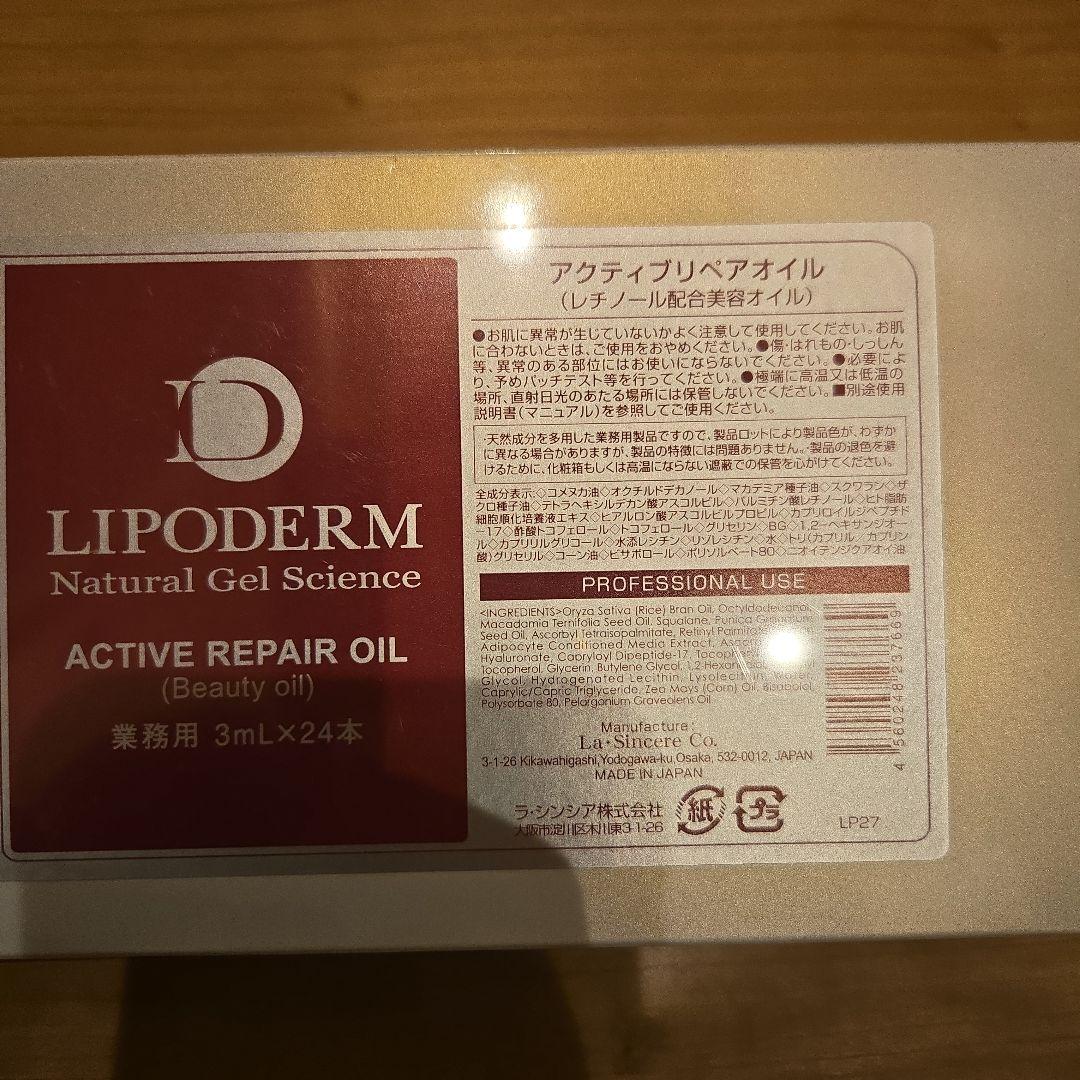 LIPODERM
Natural Gel Science
ACTIVE REPAIR OIL
(Beauty oil)
業務用 3mL×24本
アクティブリペアオイル
(レチノール配合美容オイル)
●お肌に異常が生じていないかよく注意して使用してください。お肌
に合わないときは、ご使用をおやめください。●傷・はれもの・しっしん
等、異常のある部位にはお使いにならないでください。●必要によ
り、予めパッチテスト等を行ってください。●極端に高温又は低温の
場所、直射日光のあたる場所には保管しないでください。■別途使用
説明書(マニュアル)を参照してご使用ください。
・天然成分を多用した業務用製品ですので、製品ロットにより製品色が、わずか
に異なる場合がありますが、製品の特徴には問題ありません。・製品の退色を避
けるために、化粧箱もしくは高温にならない遮蔽での保管を心がけてください。
全成分表示:◇コメヌカ油◇オクチルドデカノール◇マカデミア種子油◇スクワラン◇ザ
クロ種子油◇テトラヘキシルデカン酸アスコルビル◇パルミチン酸レチノール◇ヒト脂肪
細胞順化培養液エキス◇ヒアルロン酸アスコルビルプロピル◇カプリロイルジペプチド
-17◇酢酸トコフェロール◇トコフェロール◇グリセリン◇BG◇1,2-ヘキサンジオー
ル◇カプリリルグリコール◇水添レシチン◇リゾレシチン◇水◇トリ(カプリル/カプリン
酸)グリセリル◇コーン油◇ビサボロール◇ポリソルベート80◇ニオイテンジクアオイ油
PROFESSIONAL USE
<INGREDIENTS>Oryza Sativa (Rice) Bran Oil, Octyldodecanol,
Macadamia Ternifolia Seed Oil, Squalane, Punica Granatum
Seed Oil, Ascorbyl Tetraisopalmitate, Retinyl
Adipocyte Conditioned Media Extract,
Hyaluronate, Capryloyl Dipeptide-17,
Tocopherol, Glycerin, Butylene Glycol,
Glycol, Hydrogenated Lecithin, Lysolecithin, Water,
Caprylic/Capric Triglyceride, Zea Mays (Corn) Oil, Bisabolol,
Polysorbate 80, Pelargonium Graveolens Oil
Manufacture :
La・Sincere Co.
3-1-26 Kikawahigashi,Yodogawa-ku,Osaka, 532-0012, JAPAN
MADE IN JAPAN
ラ・シンシア株式会社
大阪市淀川区木川東3-1-26
紙
プラ
LP27
4 560248 237669